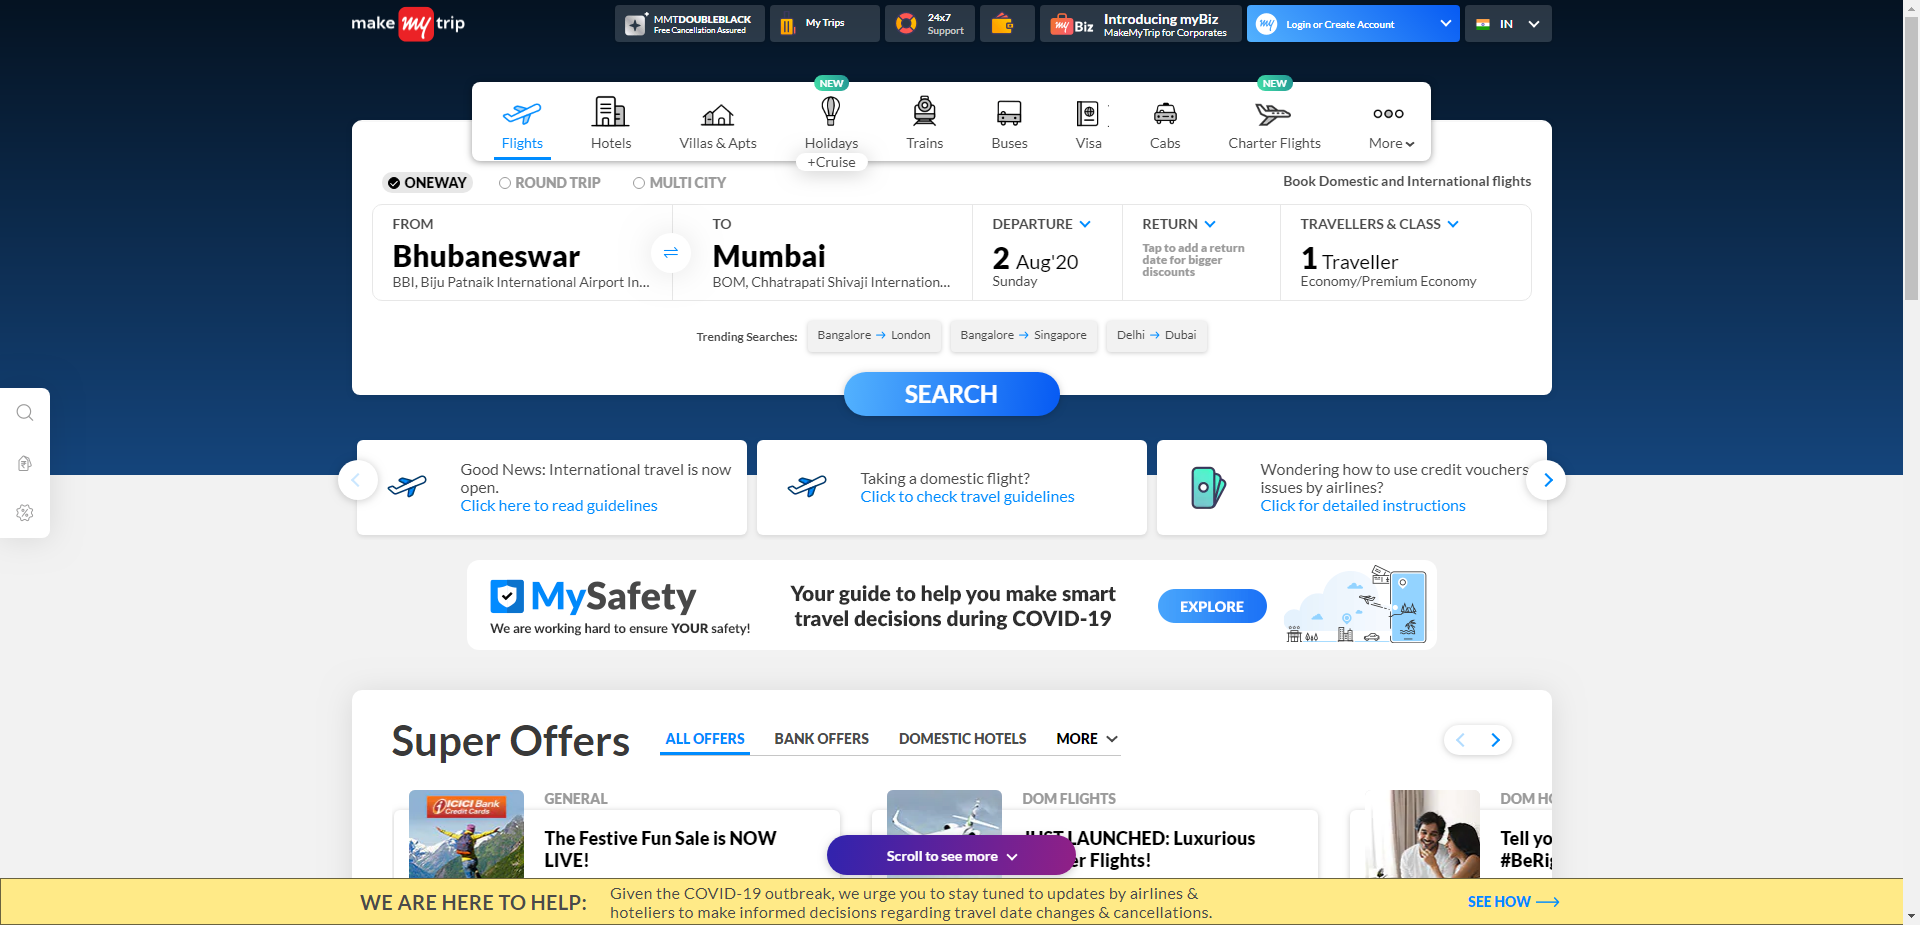 make my trip
MMTDOUBLEBLACK
Free Cancellation Assured
My Trips
24x7
Support
my Biz
Introducing myBiz
MakeMyTrip for Corporates
my
Login or Create Account
IN
NEW
NEW
Flights
Hotels
Villas & Apts
Holidays
+Cruise
Trains
Buses
Visa
Cabs
Charter Flights
More
ONEWAY
ROUND TRIP
MULTI CITY
Book Domestic and International flights
FROM
Bhubaneswar
BBI, Biju Patnaik International Airport In...
TO
Mumbai
BOM, Chhatrapati Shivaji Internation...
DEPARTURE
2 Aug'20
Sunday
RETURN
Tap to add a return
date for bigger
discounts
TRAVELLERS & CLASS
1 Traveller
Economy/Premium Economy
Trending Searches:
Bangalore → London
Bangalore → Singapore
Delhi → Dubai
SEARCH
Good News: International travel is now
open.
Click here to read guidelines
Taking a domestic flight?
Click to check travel guidelines
Wondering how to use credit vouchers
issues by airlines?
Click for detailed instructions
MySafety
We are working hard to ensure YOUR safety!
Your guide to help you make smart
travel decisions during COVID-19
EXPLORE
Super Offers
ALL OFFERS
BANK OFFERS
DOMESTIC HOTELS
MORE
ICICI Bank
Credit Cards
GENERAL
The Festive Fun Sale is NOW
LIVE!
DOM FLIGHTS
JUST LAUNCHED: Luxurious
er Flights!
DOM HO
Tell yo
#BeRig
Scroll to see more
WE ARE HERE TO HELP:
Given the COVID-19 outbreak, we urge you to stay tuned to updates by airlines &
hoteliers to make informed decisions regarding travel date changes & cancellations.
SEE HOW